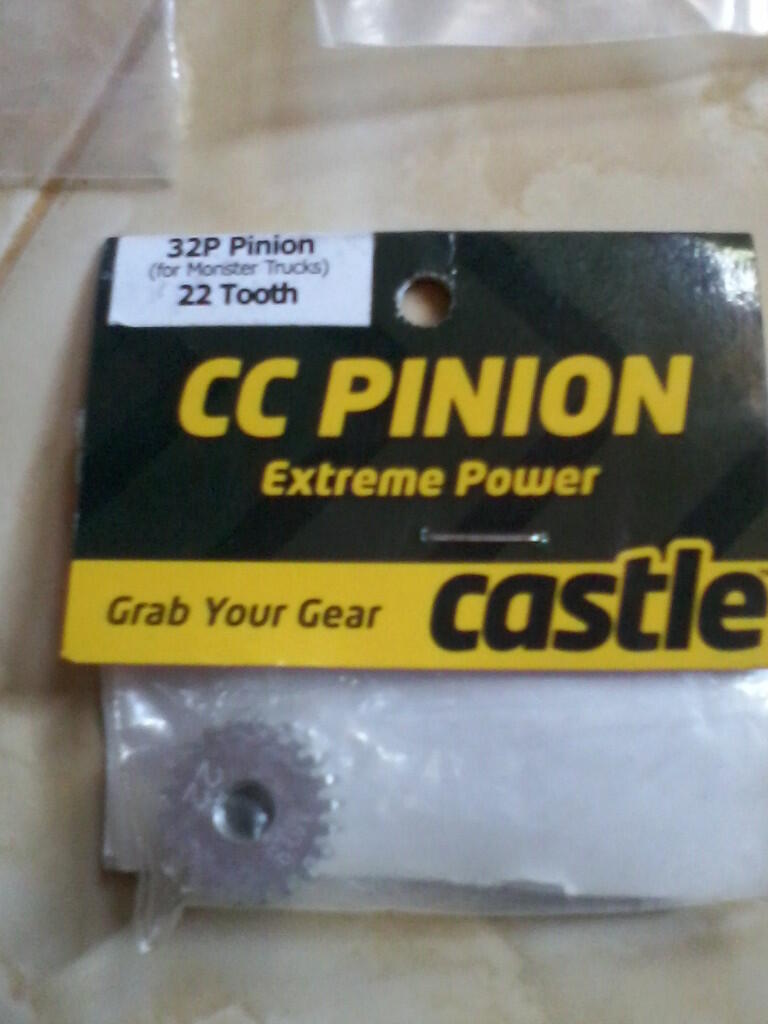 32P Pinion
(for Monster Trucks)
22 Tooth
CC PINION
Extreme Power
Grab Your Gear
castle